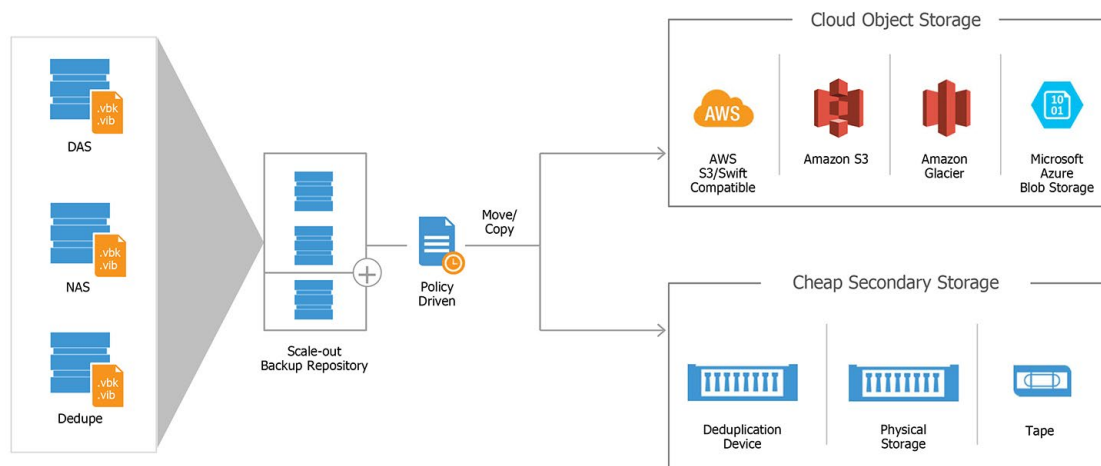 .vbk
.vib
DAS
.vbk
.vib
NAS
.vbk
.vib
Dedupe
Scale-out
Backup Repository
Policy
Driven
Move/
Copy
Cloud Object Storage
AWS
AWS
S3/Swift
Compatible
Amazon S3
Amazon
Glacier
10
01
Microsoft
Azure
Blob Storage
Cheap Secondary Storage
Deduplication
Device
Physical
Storage
Tape